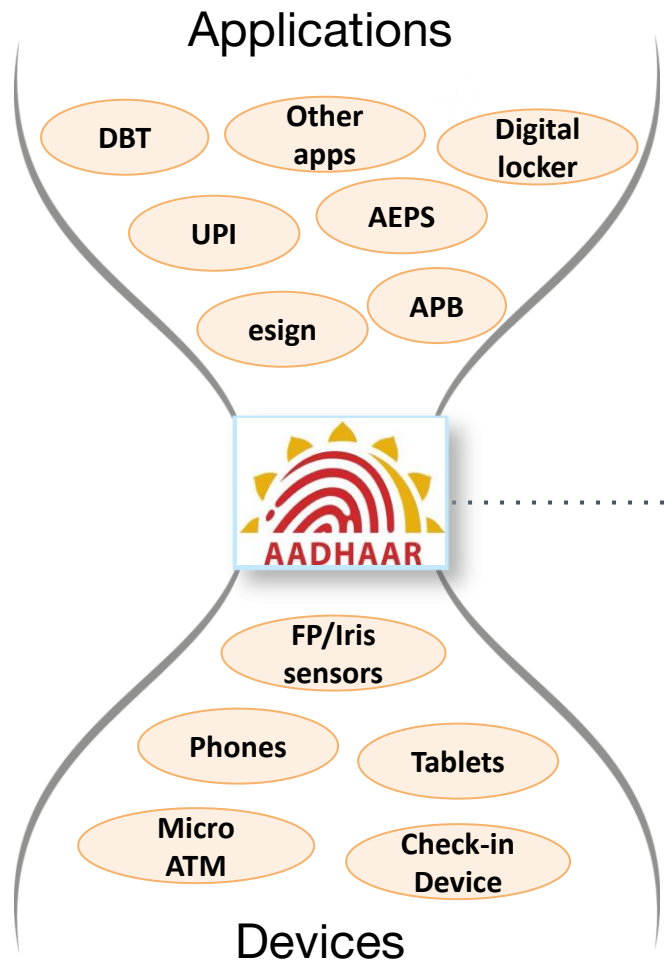 Applications
DBT
Other
apps
Digital
locker
UPI
AEPS
esign
APB
AADHAAR
FP/Iris
sensors
Phones
Tablets
Micro
ATM
Check-in
Device
Devices